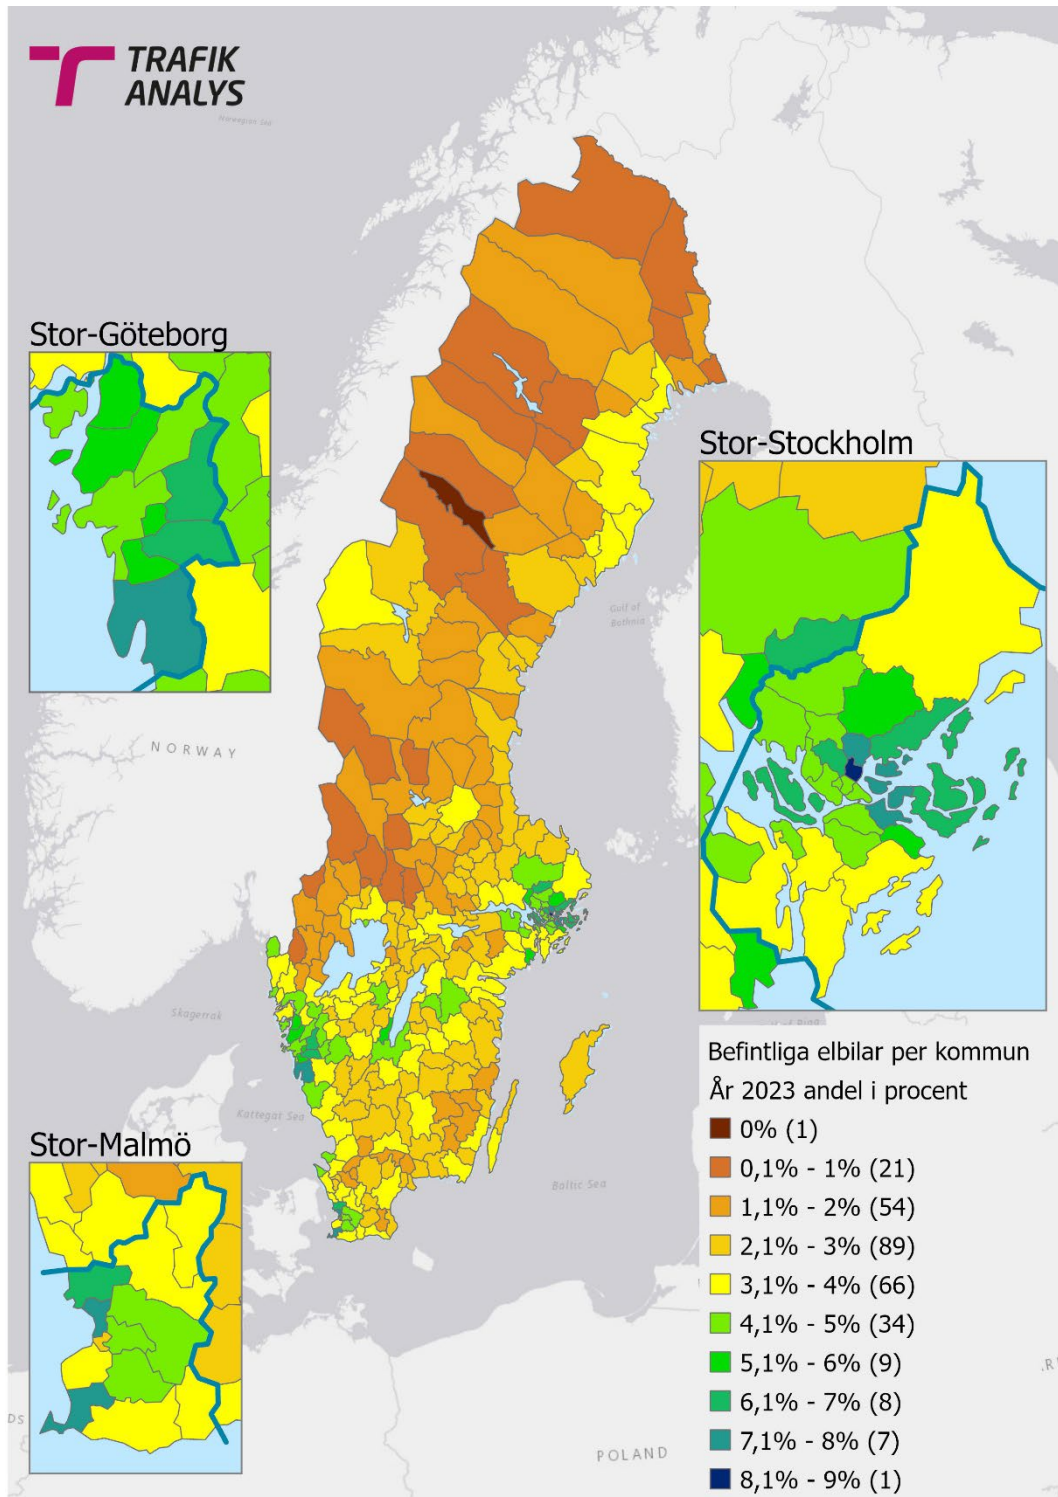 TRAFIK
ANALYS
Norwegian Sea
Stor-Göteborg
Stor-Stockholm
Gulf of
Bothnia
NORWAY
Skagerrak
Kattegat Sea
Stor-Malmö
Baltic Sea
POLAND
Befintliga elbilar per kommun
År 2023 andel i procent
0% (1)
0,1% - 1% (21)
1,1% - 2% (54)
2,1% - 3% (89)
3,1% - 4% (66)
4,1% - 5% (34)
5,1% - 6% (9)
6,1% - 7% (8)
7,1% - 8% (7)
8,1% - 9% (1)